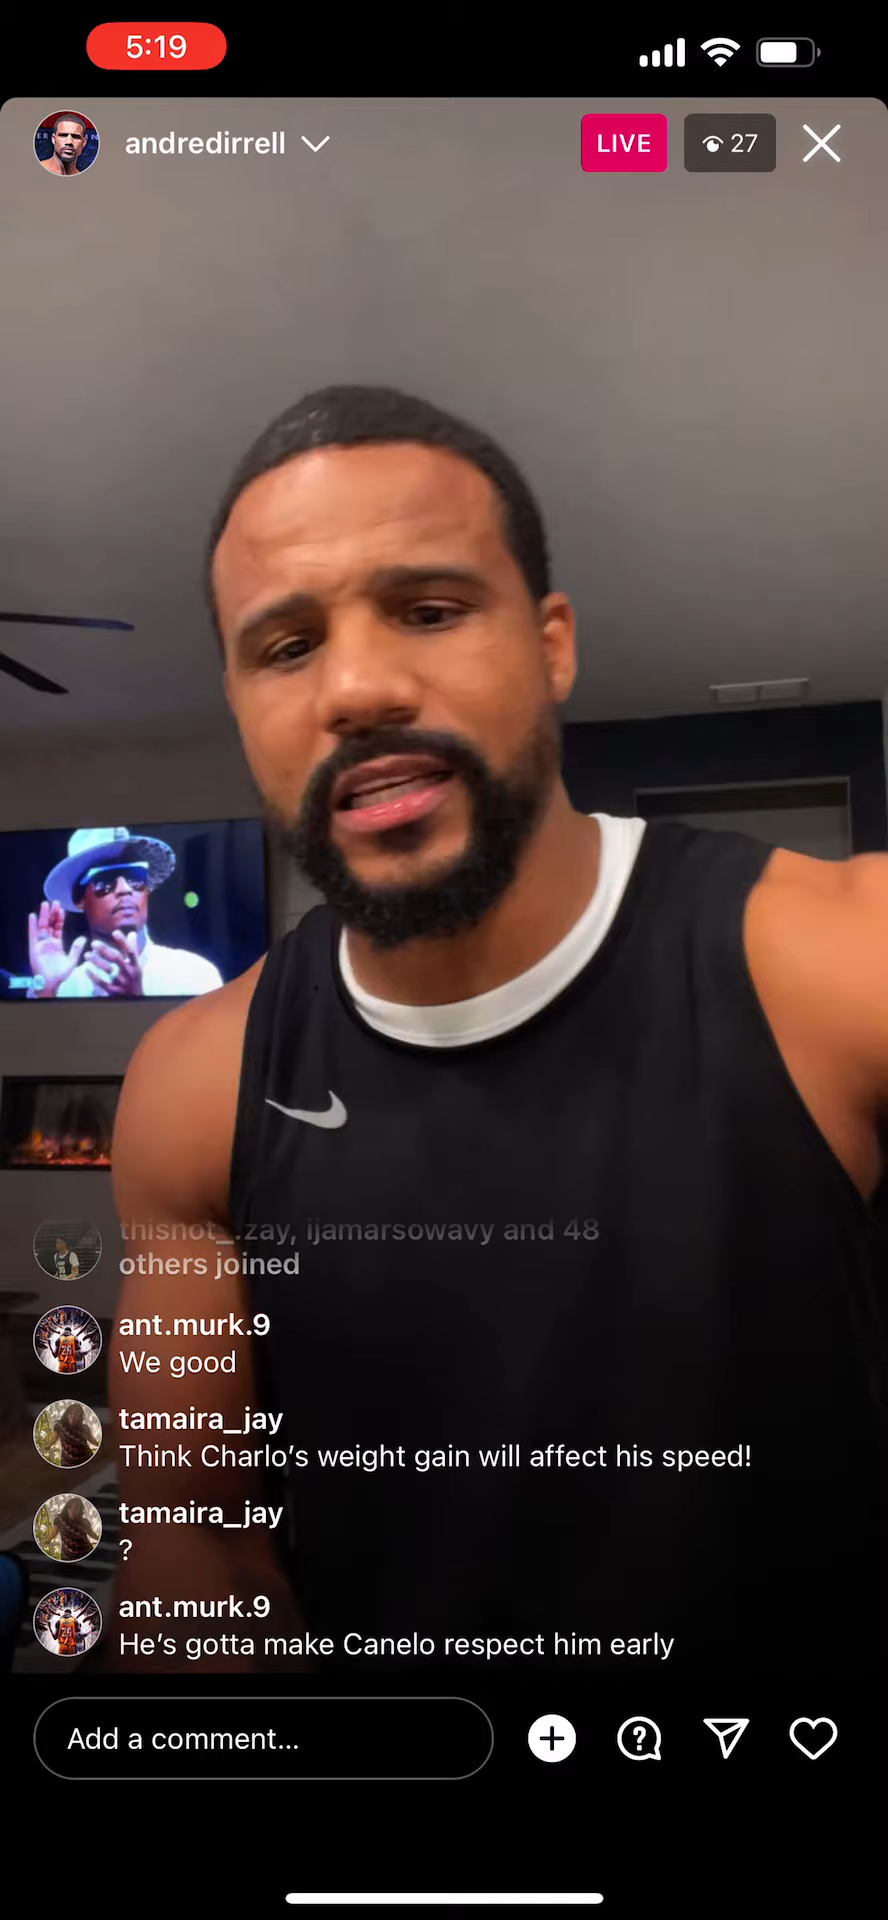 5:19
andredirrell
LIVE
27
thisnot_.zay, ijamarsowavy and 48
others joined
ant.murk.9
We good
tamaira_jay
Think Charlo’s weight gain will affect his speed!
tamaira_jay
?
ant.murk.9
He’s gotta make Canelo respect him early
Add a comment...